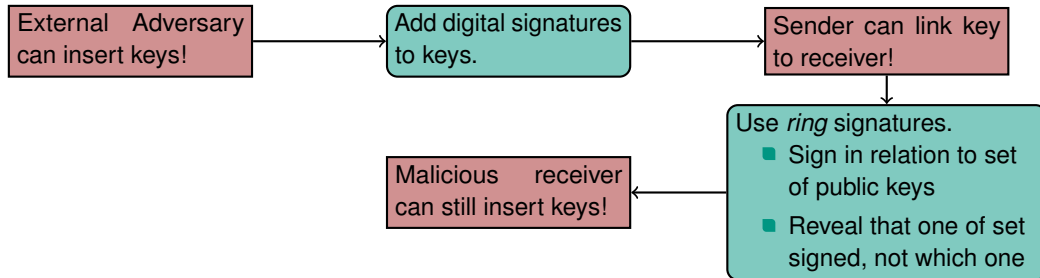 External Adversary
can insert keys!
Add digital signatures
to keys.
Sender can link key
to receiver!
Use ring signatures.
Sign in relation to set
of public keys
Reveal that one of set
signed, not which one
Malicious receiver
can still insert keys!